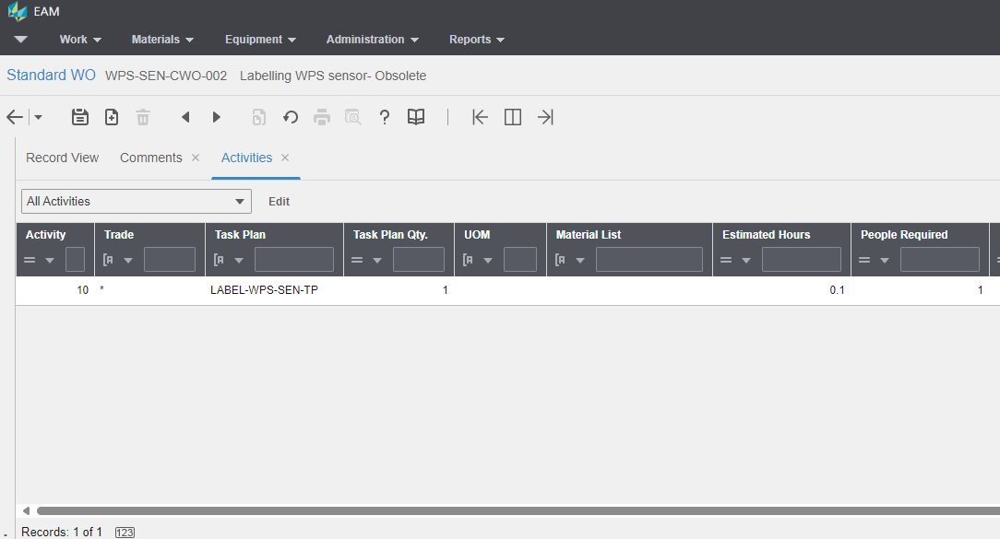 EAM
Work Materials Equipment Administration Reports
Standard WO WPS-SEN-CWO-002 Labelling WPS sensor- Obsolete
Record View Comments × Activities ×
All Activities Edit
Activity Trade Task Plan Task Plan Qty. UOM Material List Estimated Hours People Required
10 * LABEL-WPS-SEN-TP 1 0.1 1
Records: 1 of 1 123